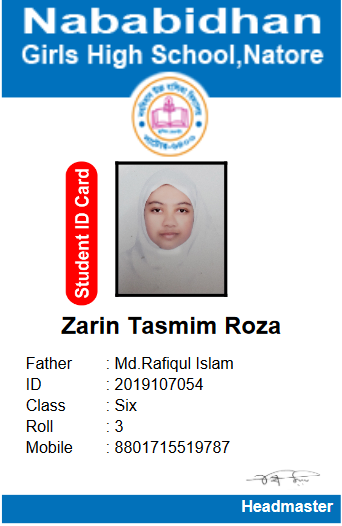 Nababidhan
Girls High School,Natore
Student ID Card
Zarin Tasmim Roza
Father : Md.Rafiqul Islam
ID : 2019107054
Class : Six
Roll : 3
Mobile : 8801715519787
Headmaster